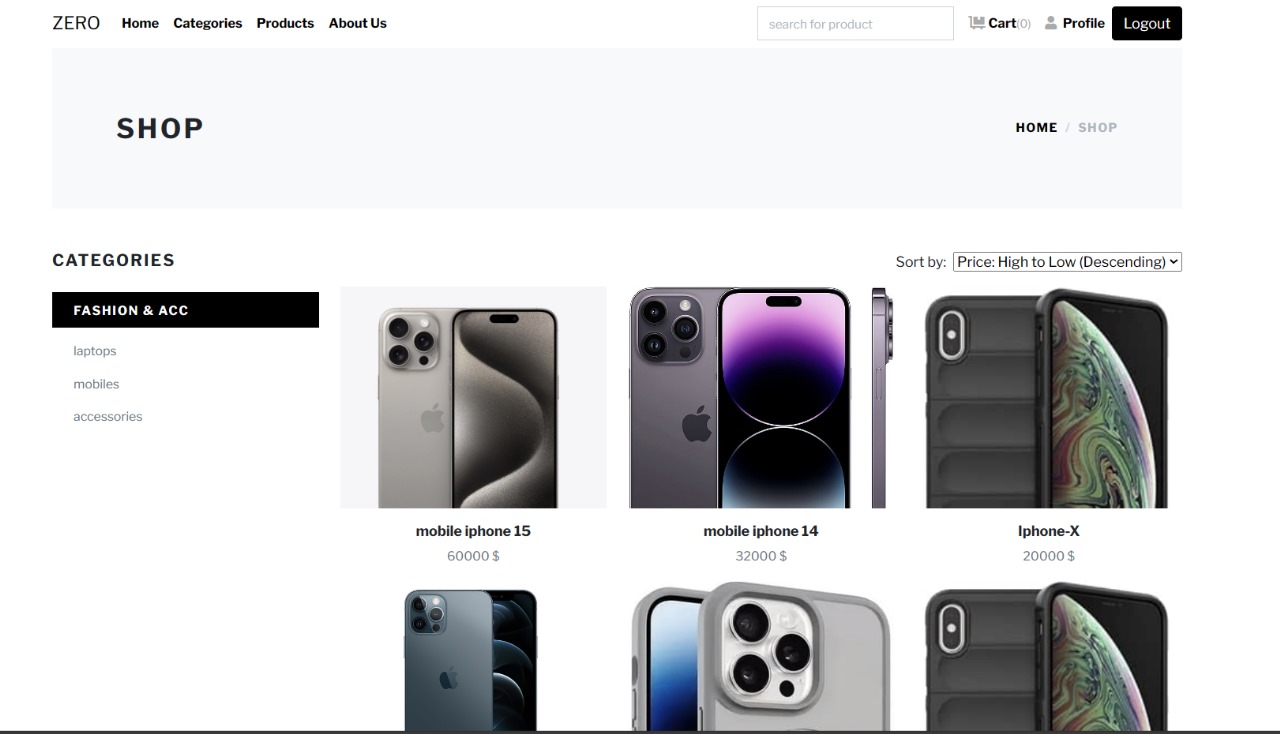 ZERO Home Categories Products About Us search for product Cart(0) Profile Logout
SHOP HOME / SHOP
CATEGORIES Sort by: Price: High to Low (Descending)
FASHION & ACC
laptops
mobiles
accessories
mobile iphone 15 mobile iphone 14 Iphone-X
60000 $ 32000 $ 20000 $